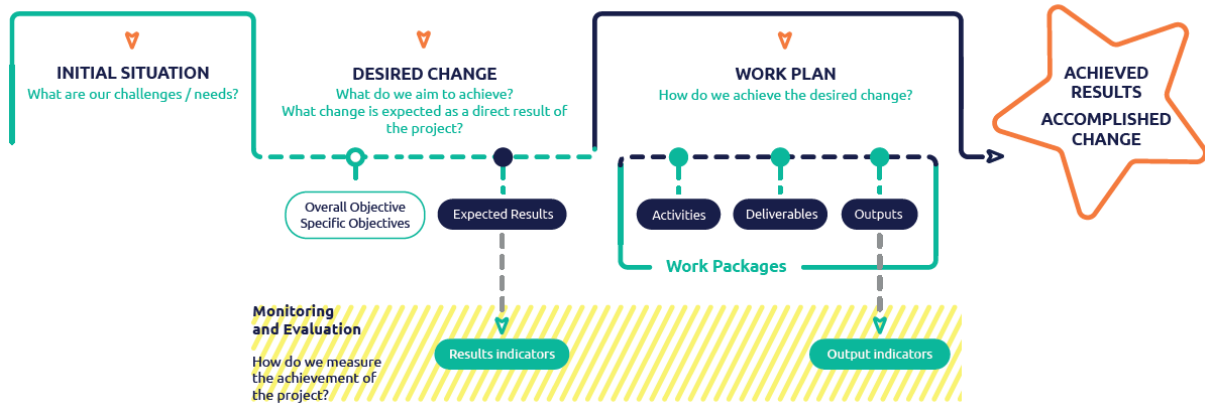 INITIAL SITUATION
What are our challenges / needs?
DESIRED CHANGE
What do we aim to achieve?
What change is expected as a direct result of
the project?
WORK PLAN
How do we achieve the desired change?
ACHIEVED
RESULTS
ACCOMPLISHED
CHANGE
Overall Objective
Specific Objectives
Expected Results
Activities
Deliverables
Outputs
Work Packages
Monitoring
and Evaluation
How do we measure
the achievement of
the project?
Results indicators
Output indicators